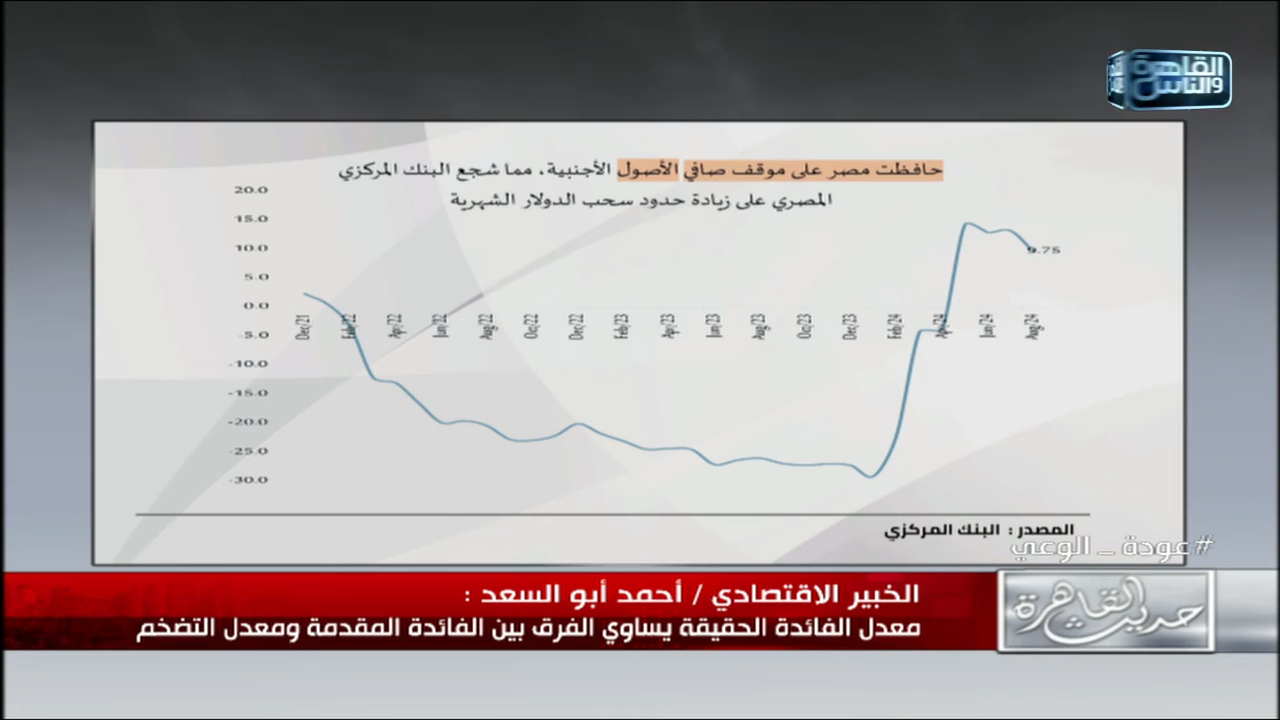 القاهرة
والناس
حافظت مصر على موقف صافي الأصول الأجنبية، مما شجع البنك المركزي
المصري على زيادة حدود سحب الدولار الشهرية
20.0
15.0
10.0
5.0
0.0
-5.0
-10.0
-15.0
-20.0
-25.0
-30.0
9.75
Dec/21
Feb/22
Apr/22
Jun/22
Aug/22
Oct/22
Dec/22
Feb/23
Apr/23
Jun/23
Aug/23
Oct/23
Dec/23
Feb/24
Apr/24
Jun/24
Aug/24
المصدر : البنك المركزي
#عودة_الوعي
حديث القاهرة
الخبير الاقتصادي / أحمد أبو السعد :
معدل الفائدة الحقيقة يساوي الفرق بين الفائدة المقدمة ومعدل التضخم